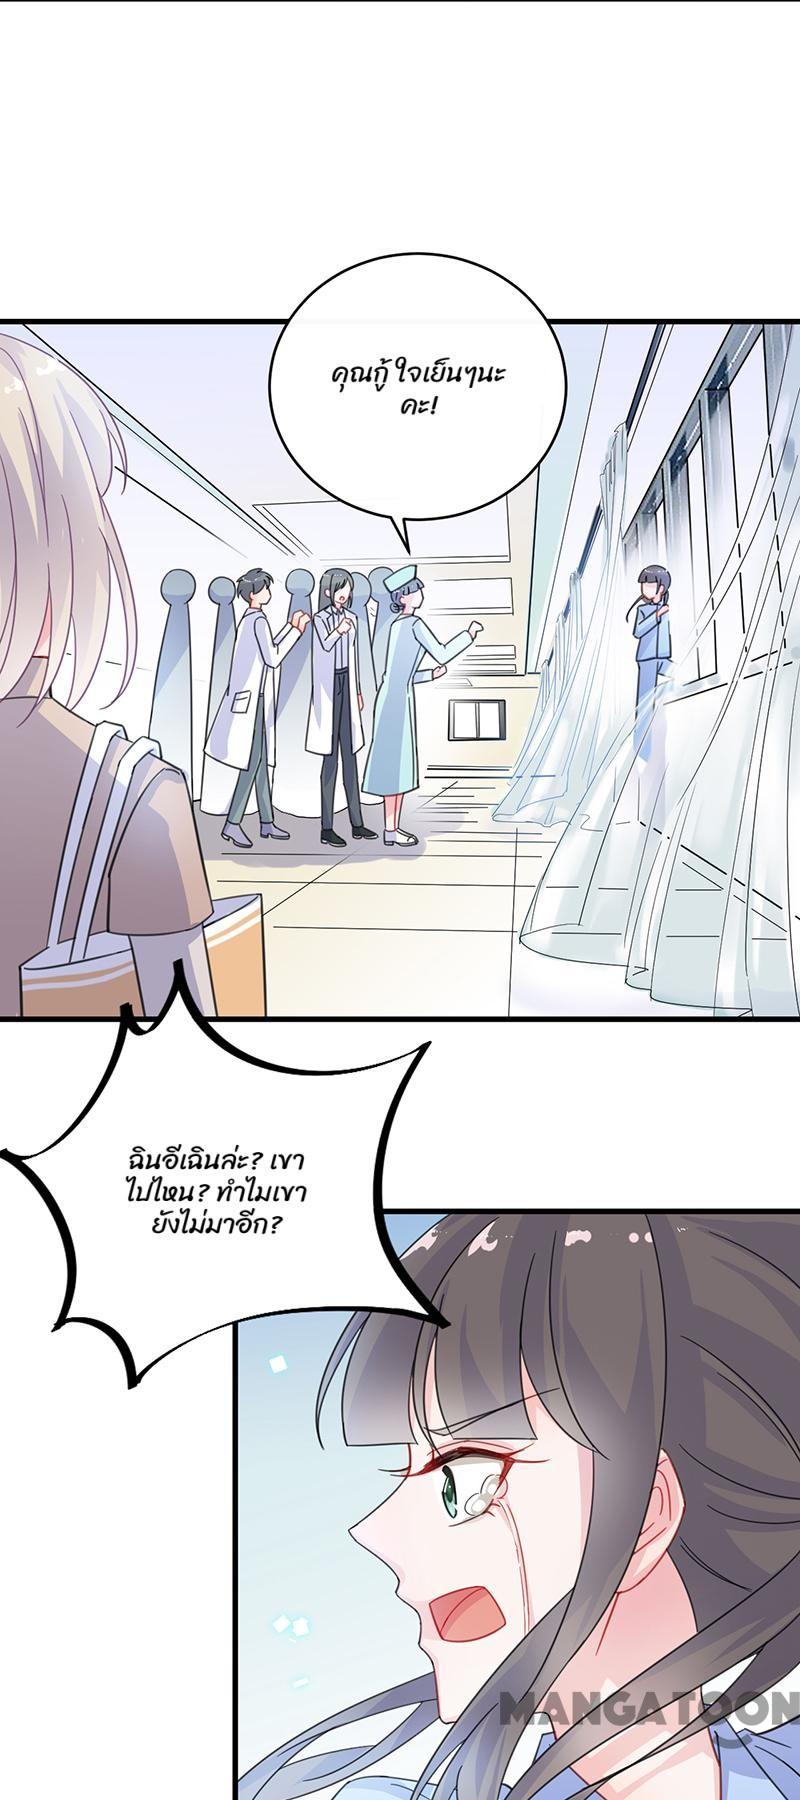 คุณกู้ ใจเย็นๆนะ
คะ!
ฉินอีเฉินล่ะ? เขา
ไปไหน? ทำไมเขา
ยังไม่มาอีก?
MANGATOON